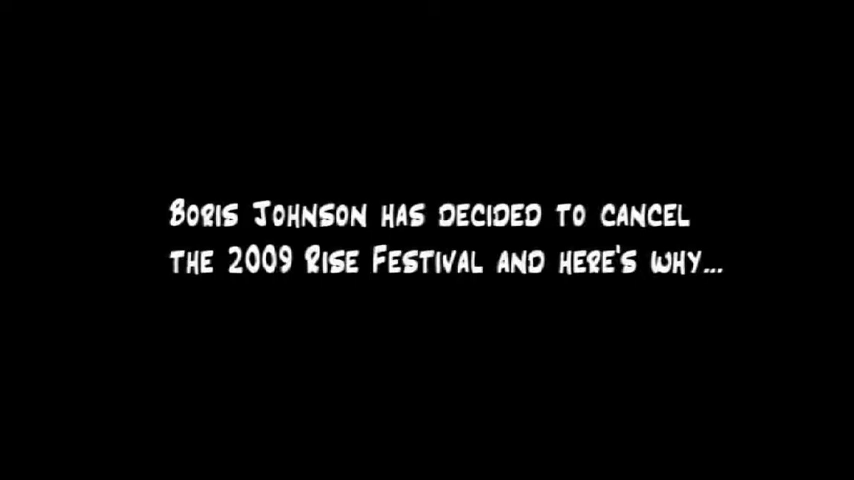 Boris Johnson has decided to cancel
the 2009 Rise Festival and here's why...